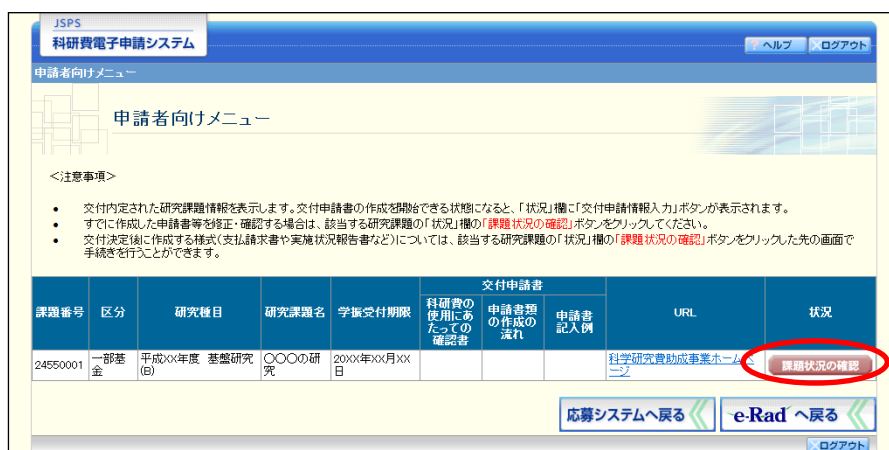 JSPS
科研費電子申請システム
ヘルプ
ログアウト
申請者向けメニュー
申請者向けメニュー
<注意事項>
• 交付内定された研究課題情報を表示します。交付申請書の作成を開始できる状態になると、「状況」欄に「交付申請情報入力」ボタンが表示されます。
• すでに作成した申請書等を修正・確認する場合は、該当する研究課題の「状況」欄の「課題状況の確認」ボタンをクリックしてください。
• 交付決定後に作成する様式(支払請求書や実施状況報告書など)については、該当する研究課題の「状況」欄の「課題状況の確認」ボタンをクリックした先の画面で
手続きを行うことができます。
交付申請書
課題番号 区分 研究種目 研究課題名 学振受付期限 科研費の使用にあたっての確認書 申請書類の作成の流れ 申請書記入例 URL 状況
24550001 一部基金 平成XX年度 基盤研究(B) 〇〇〇の研究 20XX年XX月XX日 科学研究費助成事業ホームページ 課題状況の確認
応募システムへ戻る
e-Rad へ戻る
ログアウト